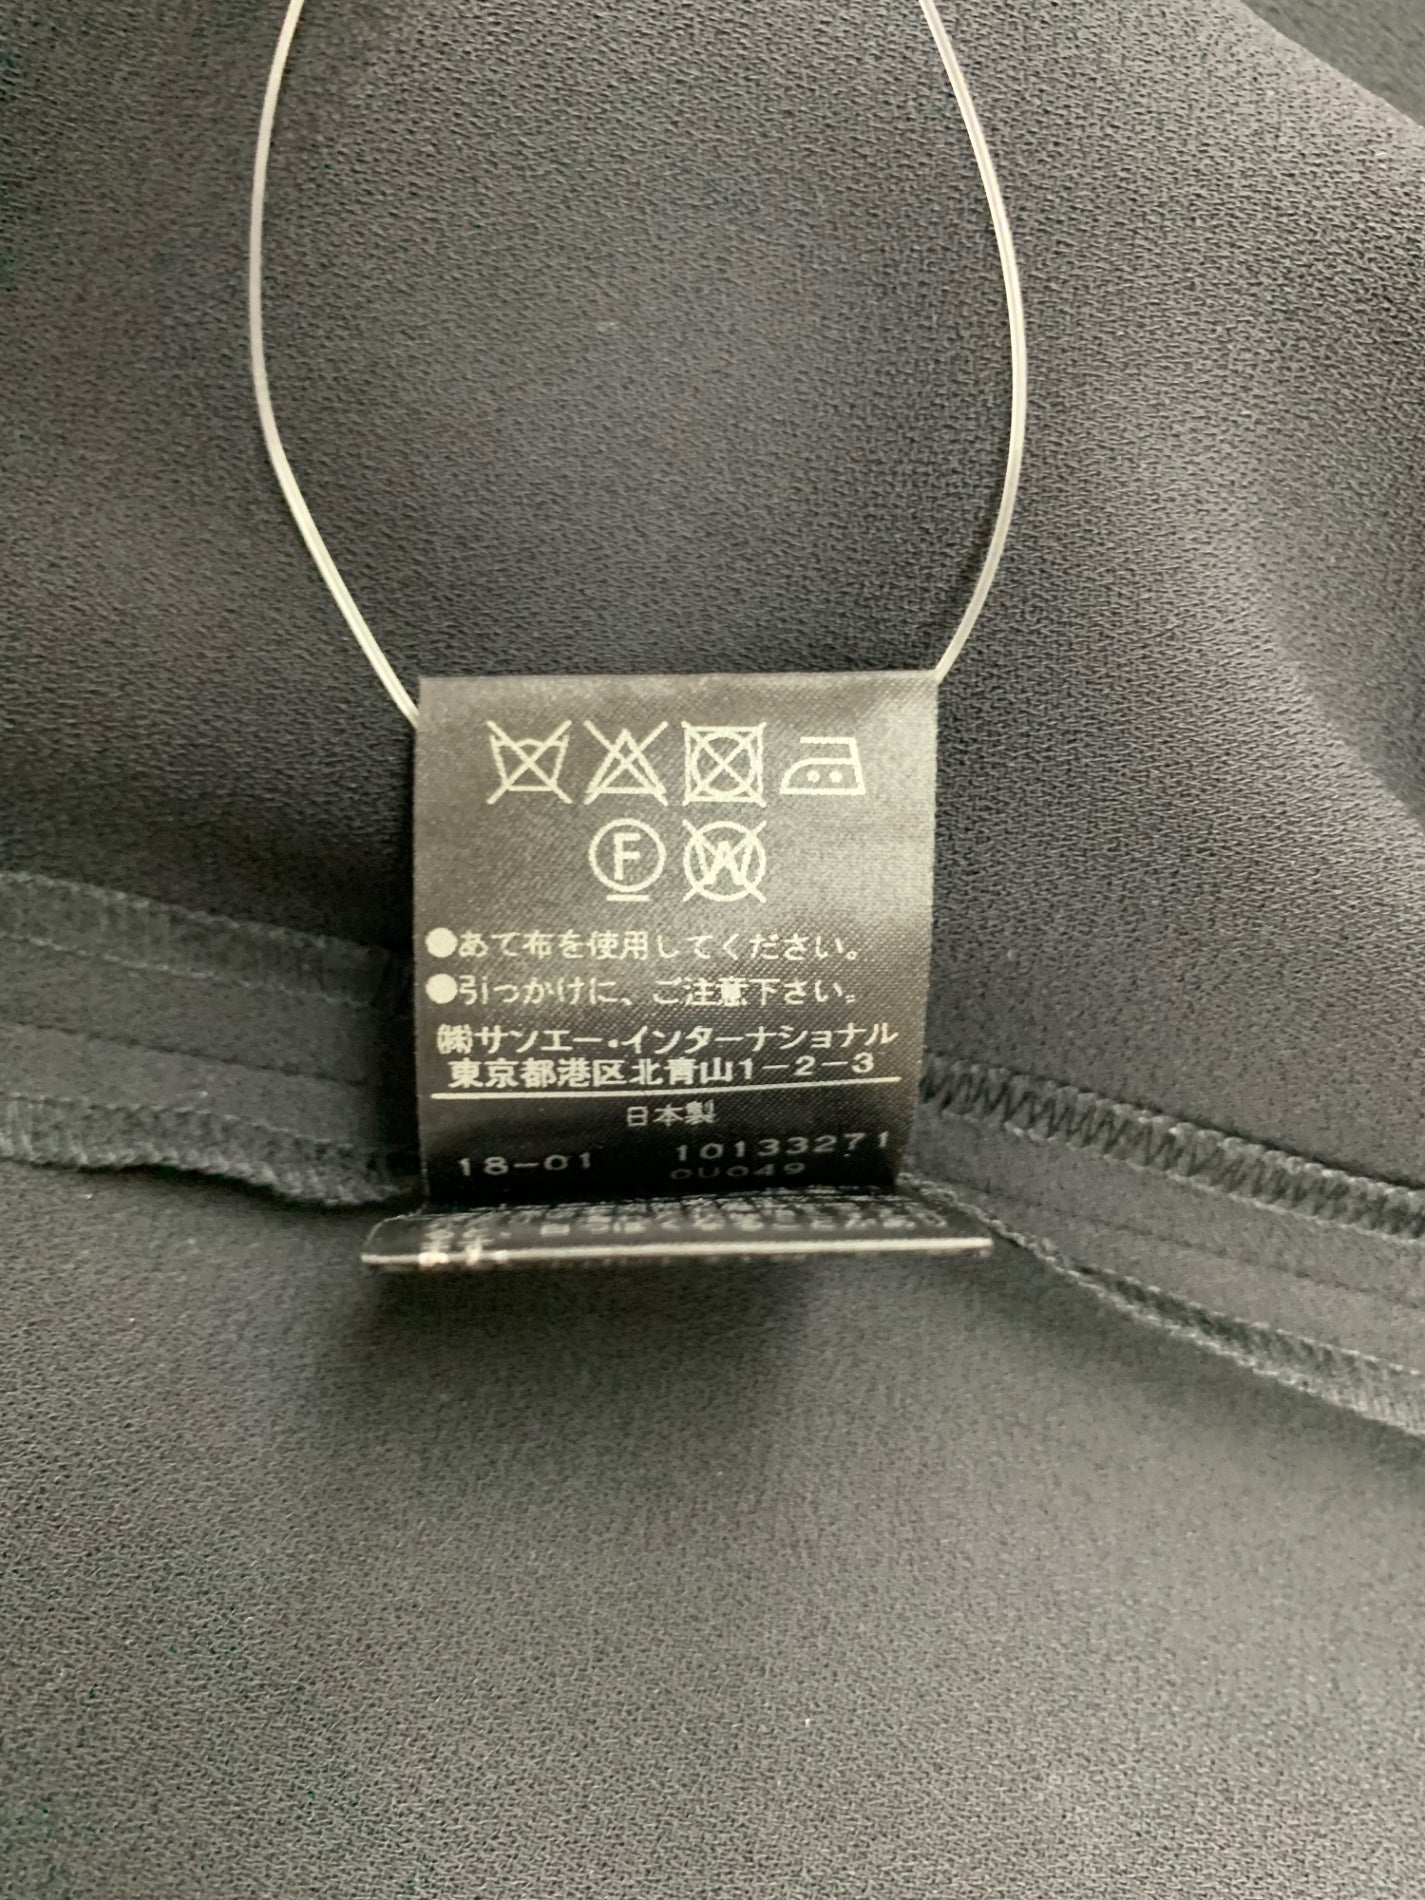 F W
●あて布を使用してください。
●引っかけに、ご注意下さい。
㈱サンエー・インターナショナル
東京都港区北青山1-2-3
日本製
18-01 10133271
0U049